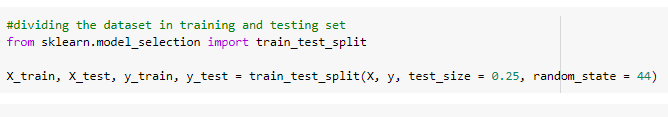 #dividing the dataset in training and testing set
from sklearn.model_selection import train_test_split
X_train, X_test, y_train, y_test = train_test_split(X, y, test_size = 0.25, random_state = 44)